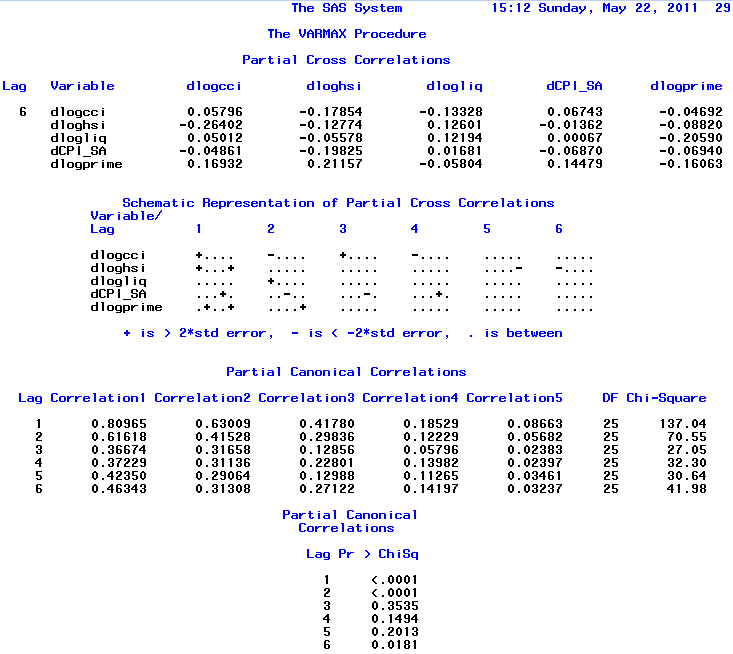 The SAS System 15:12 Sunday, May 22, 2011 29
The VARMAX Procedure
Partial Cross Correlations
Lag Variable dlogcci dloghsi dlogliq dCPI_SA dlogprime
6 dlogcci 0.05796 -0.17854 -0.13328 0.06743 -0.04692
dloghsi -0.26402 -0.12774 0.12601 -0.01362 -0.08820
dlogliq 0.05012 -0.05578 0.12194 0.00067 -0.20590
dCPI_SA -0.04861 -0.19825 0.01681 -0.06870 -0.06940
dlogprime 0.16932 0.21157 -0.05804 0.14479 -0.16063
Schematic Representation of Partial Cross Correlations
Variable/
Lag 1 2 3 4 5 6
dlogcci +.... -.... +.... -.... ..... .....
dloghsi +...+ ..... ..... ..... ....- -....
dlogliq ..... +.... ..... ..... ..... .....
dCPI_SA ...+. ...-. ...-. ...+. ..... .....
dlogprime .+..+ ....+ ..... ..... ..... .....
+ is > 2*std error, - is < -2*std error, . is between
Partial Canonical Correlations
Lag Correlation1 Correlation2 Correlation3 Correlation4 Correlation5 DF Chi-Square
1 0.80965 0.63009 0.41780 0.18529 0.08663 25 137.04
2 0.61618 0.41528 0.29836 0.12229 0.05682 25 70.55
3 0.36674 0.31658 0.12856 0.05796 0.02383 25 27.05
4 0.37229 0.31136 0.22801 0.13982 0.02397 25 32.30
5 0.42350 0.29064 0.12988 0.11265 0.03461 25 30.64
6 0.46343 0.31308 0.27122 0.14197 0.03237 25 41.98
Partial Canonical
Correlations
Lag Pr > ChiSq
1 <.0001
2 <.0001
3 0.3535
4 0.1494
5 0.2013
6 0.0181